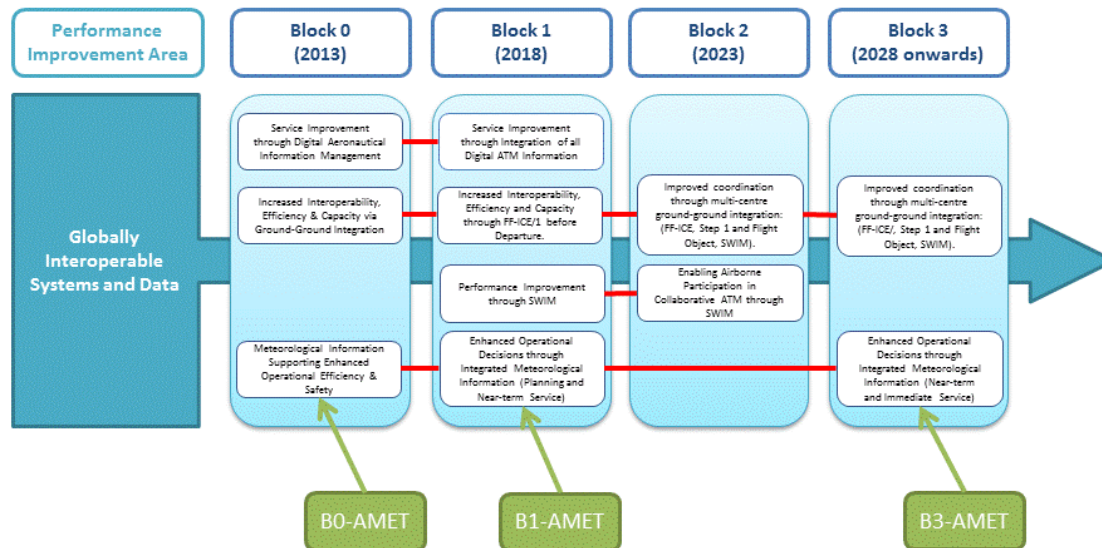 Performance
Improvement Area
Block 0
(2013)
Block 1
(2018)
Block 2
(2023)
Block 3
(2028 onwards)
Globally
Interoperable
Systems and Data
Service Improvement
through Digital Aeronautical
Information Management
Service Improvement
through Integration of all
Digital ATM Information
Increased Interoperability,
Efficiency & Capacity via
Ground-Ground Integration
Increased Interoperability,
Efficiency and Capacity
through FF-ICE/1 before
Departure.
Improved coordination
through multi-centre
ground-ground integration:
(FF-ICE, Step 1 and Flight
Object, SWIM).
Improved coordination
through multi-centre
ground-ground integration:
(FF-ICE/, Step 1 and Flight
Object, SWIM).
Performance Improvement
through SWIM
Enabling Airborne
Participation in
Collaborative ATM through
SWIM
Meteorological Information
Supporting Enhanced
Operational Efficiency &
Safety
Enhanced Operational
Decisions through
Integrated Meteorological
Information (Planning and
Near-term Service)
Enhanced Operational
Decisions through
Integrated Meteorological
Information (Near-term
and Immediate Service)
B0-AMET
B1-AMET
B3-AMET